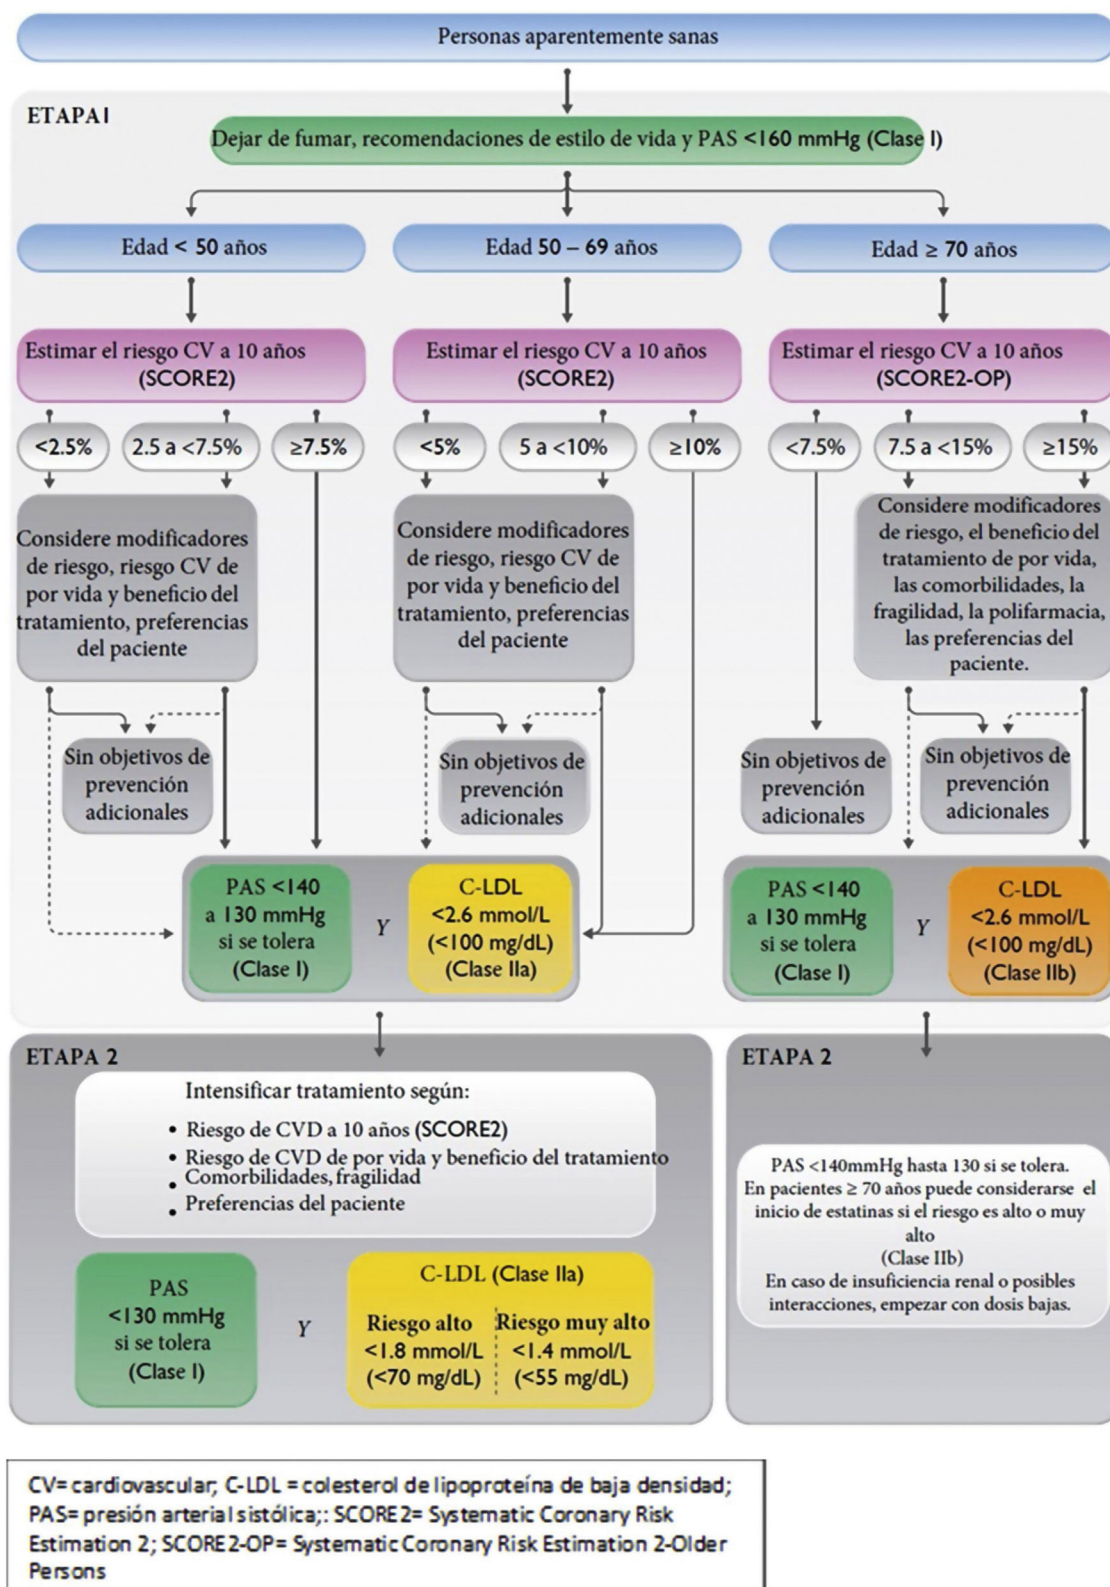 Personas aparentemente sanas
ETAPA I
Dejar de fumar, recomendaciones de estilo de vida y PAS <160 mmHg (Clase I)
Edad < 50 años
Edad 50 – 69 años
Edad ≥ 70 años
Estimar el riesgo CV a 10 años
(SCORE2)
Estimar el riesgo CV a 10 años
(SCORE2)
Estimar el riesgo CV a 10 años
(SCORE2-OP)
<2.5%
2.5 a <7.5%
≥7.5%
<5%
5 a <10%
≥10%
<7.5%
7.5 a <15%
≥15%
Considere modificadores
de riesgo, riesgo CV de
por vida y beneficio del
tratamiento, preferencias
del paciente
Considere modificadores
de riesgo, riesgo CV de
por vida y beneficio del
tratamiento, preferencias
del paciente
Considere modificadores
de riesgo, el beneficio del
tratamiento de por vida,
las comorbilidades, la
fragilidad, la polifarmacia,
las preferencias del
paciente.
Sin objetivos de
prevención
adicionales
Sin objetivos de
prevención
adicionales
Sin objetivos de
prevención
adicionales
Sin objetivos de
prevención
adicionales
PAS <140
a 130 mmHg
si se tolera
(Clase I)
Y
C-LDL
<2.6 mmol/L
(<100 mg/dL)
(Clase IIa)
PAS <140
a 130 mmHg
si se tolera
(Clase I)
Y
C-LDL
<2.6 mmol/L
(<100 mg/dL)
(Clase IIb)
ETAPA 2
Intensificar tratamiento según:
• Riesgo de CVD a 10 años (SCORE2)
• Riesgo de CVD de por vida y beneficio del tratamiento
• Comorbilidades, fragilidad
• Preferencias del paciente
PAS
<130 mmHg
si se tolera
(Clase I)
Y
C-LDL (Clase IIa)
Riesgo alto
<1.8 mmol/L
(<70 mg/dL)
Riesgo muy alto
<1.4 mmol/L
(<55 mg/dL)
ETAPA 2
PAS <140mmHg hasta 130 si se tolera.
En pacientes ≥ 70 años puede considerarse el
inicio de estatinas si el riesgo es alto o muy
alto
(Clase IIb)
En caso de insuficiencia renal o posibles
interacciones, empezar con dosis bajas.
CV= cardiovascular; C-LDL = colesterol de lipoproteína de baja densidad;
PAS= presión arterial sistólica;: SCORE2= Systematic Coronary Risk
Estimation 2; SCORE2-OP= Systematic Coronary Risk Estimation 2-Older
Persons